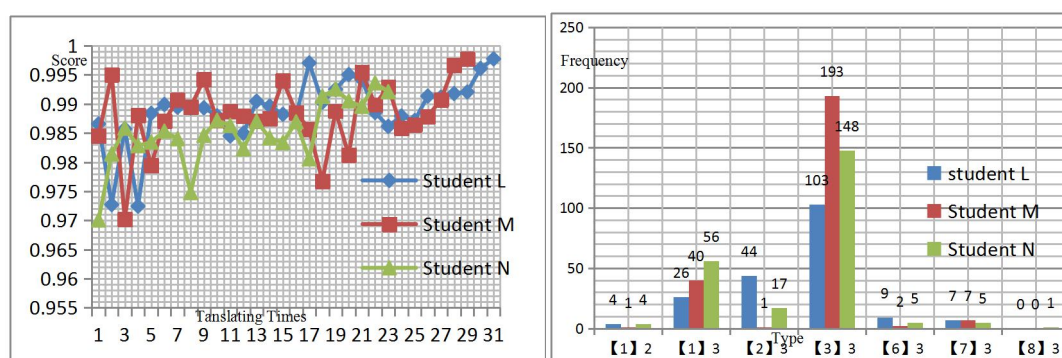 Score
1
0.995
0.99
0.985
0.98
0.975
0.97
0.965
0.96
0.955
Student L
Student M
Student N
Tanslating Times
1 3 5 7 9 11 13 15 17 19 21 23 25 27 29 31
Frequency
250
200
150
100
50
0
4 1 4
26 40 56
44 1 17
103 193 148
9 2 5
7 7 5
0 0 1
student L
Student M
Student N
Type
【1】2 【1】3 【2】3 【3】3 【6】3 【7】3 【8】3